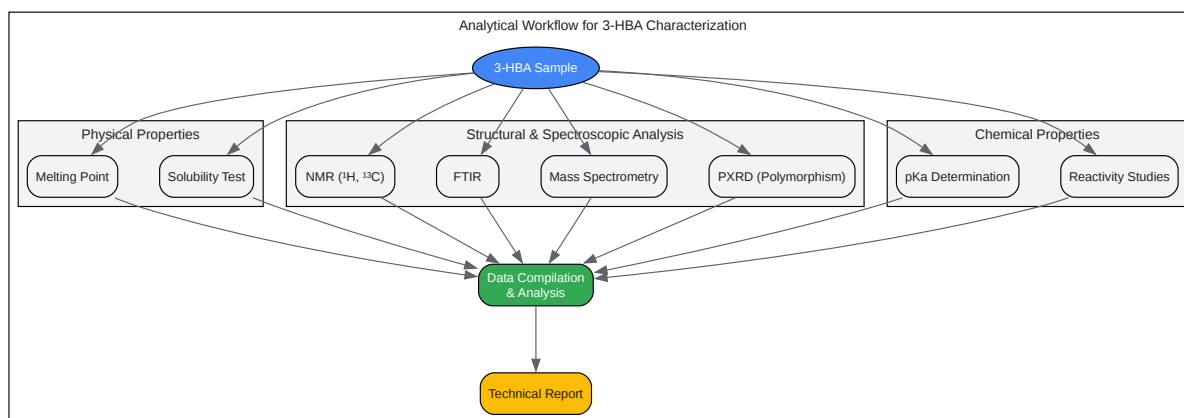 Analytical Workflow for 3-HBA Characterization
3-HBA Sample
Physical Properties
Structural & Spectroscopic Analysis
Chemical Properties
Melting Point
Solubility Test
NMR (¹H, ¹³C)
FTIR
Mass Spectrometry
PXRD (Polymorphism)
pKa Determination
Reactivity Studies
Data Compilation
& Analysis
Technical Report